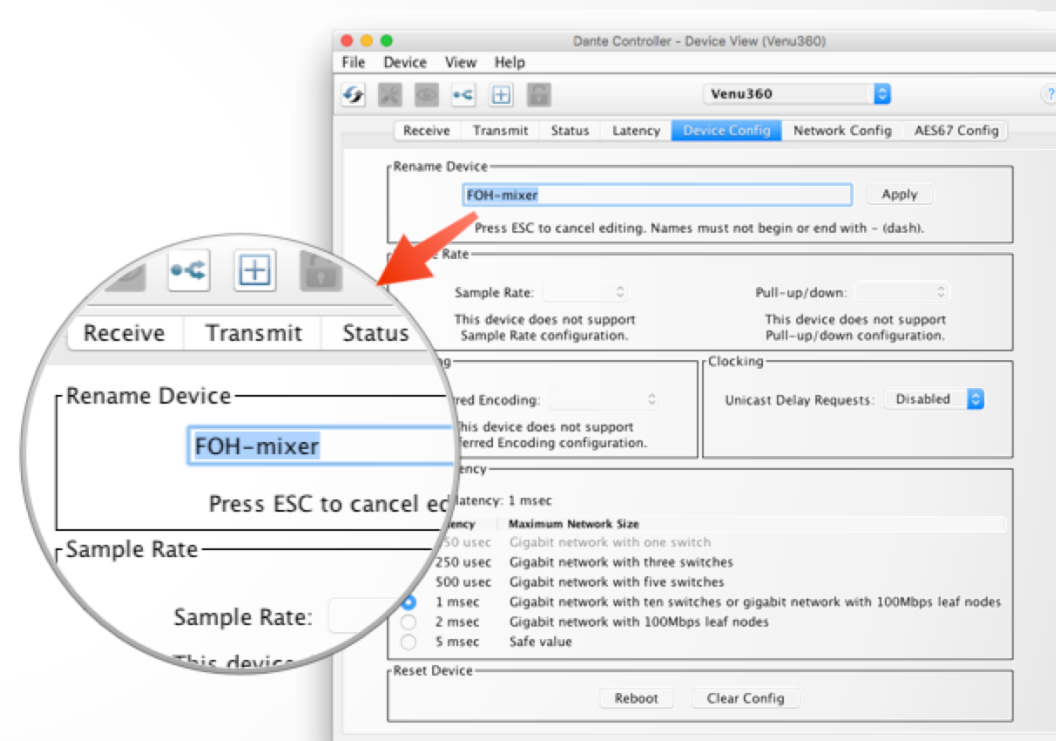 Dante Controller - Device View (Venu360)
File Device View Help
Venu360
?
Receive Transmit Status Latency Device Config Network Config AES67 Config
Rename Device
FOH-mixer Apply
Press ESC to cancel editing. Names must not begin or end with - (dash).
Rate
Sample Rate: Pull-up/down:
This device does not support This device does not support
Sample Rate configuration. Pull-up/down configuration.
Clocking
Encoding: Unicast Delay Requests: Disabled
This device does not support
Encoding configuration.
latency: 1 msec
Maximum Network Size
usec Gigabit network with one switch
250 usec Gigabit network with three switches
500 usec Gigabit network with five switches
1 msec Gigabit network with ten switches or gigabit network with 100Mbps leaf nodes
2 msec Gigabit network with 100Mbps leaf nodes
5 msec Safe value
Reset Device
Reboot Clear Config
Receive Transmit Status
Rename Device
FOH-mixer
Press ESC to cancel
Sample Rate
Sample Rate:
This device